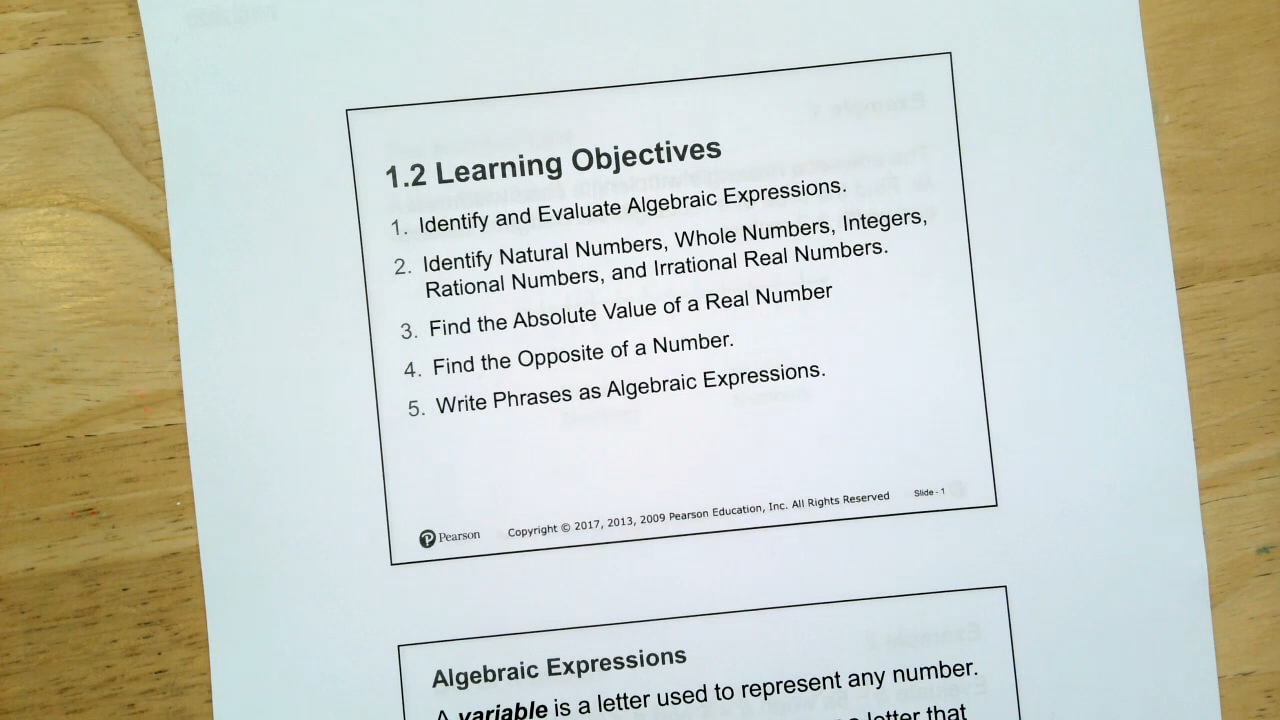 1.2 Learning Objectives
1. Identify and Evaluate Algebraic Expressions.
2. Identify Natural Numbers, Whole Numbers, Integers,
Rational Numbers, and Irrational Real Numbers.
3. Find the Absolute Value of a Real Number
4. Find the Opposite of a Number.
5. Write Phrases as Algebraic Expressions.
Pearson Copyright © 2017, 2013, 2009 Pearson Education, Inc. All Rights Reserved Slide - 1
Algebraic Expressions
A variable is a letter used to represent any number.
letter that